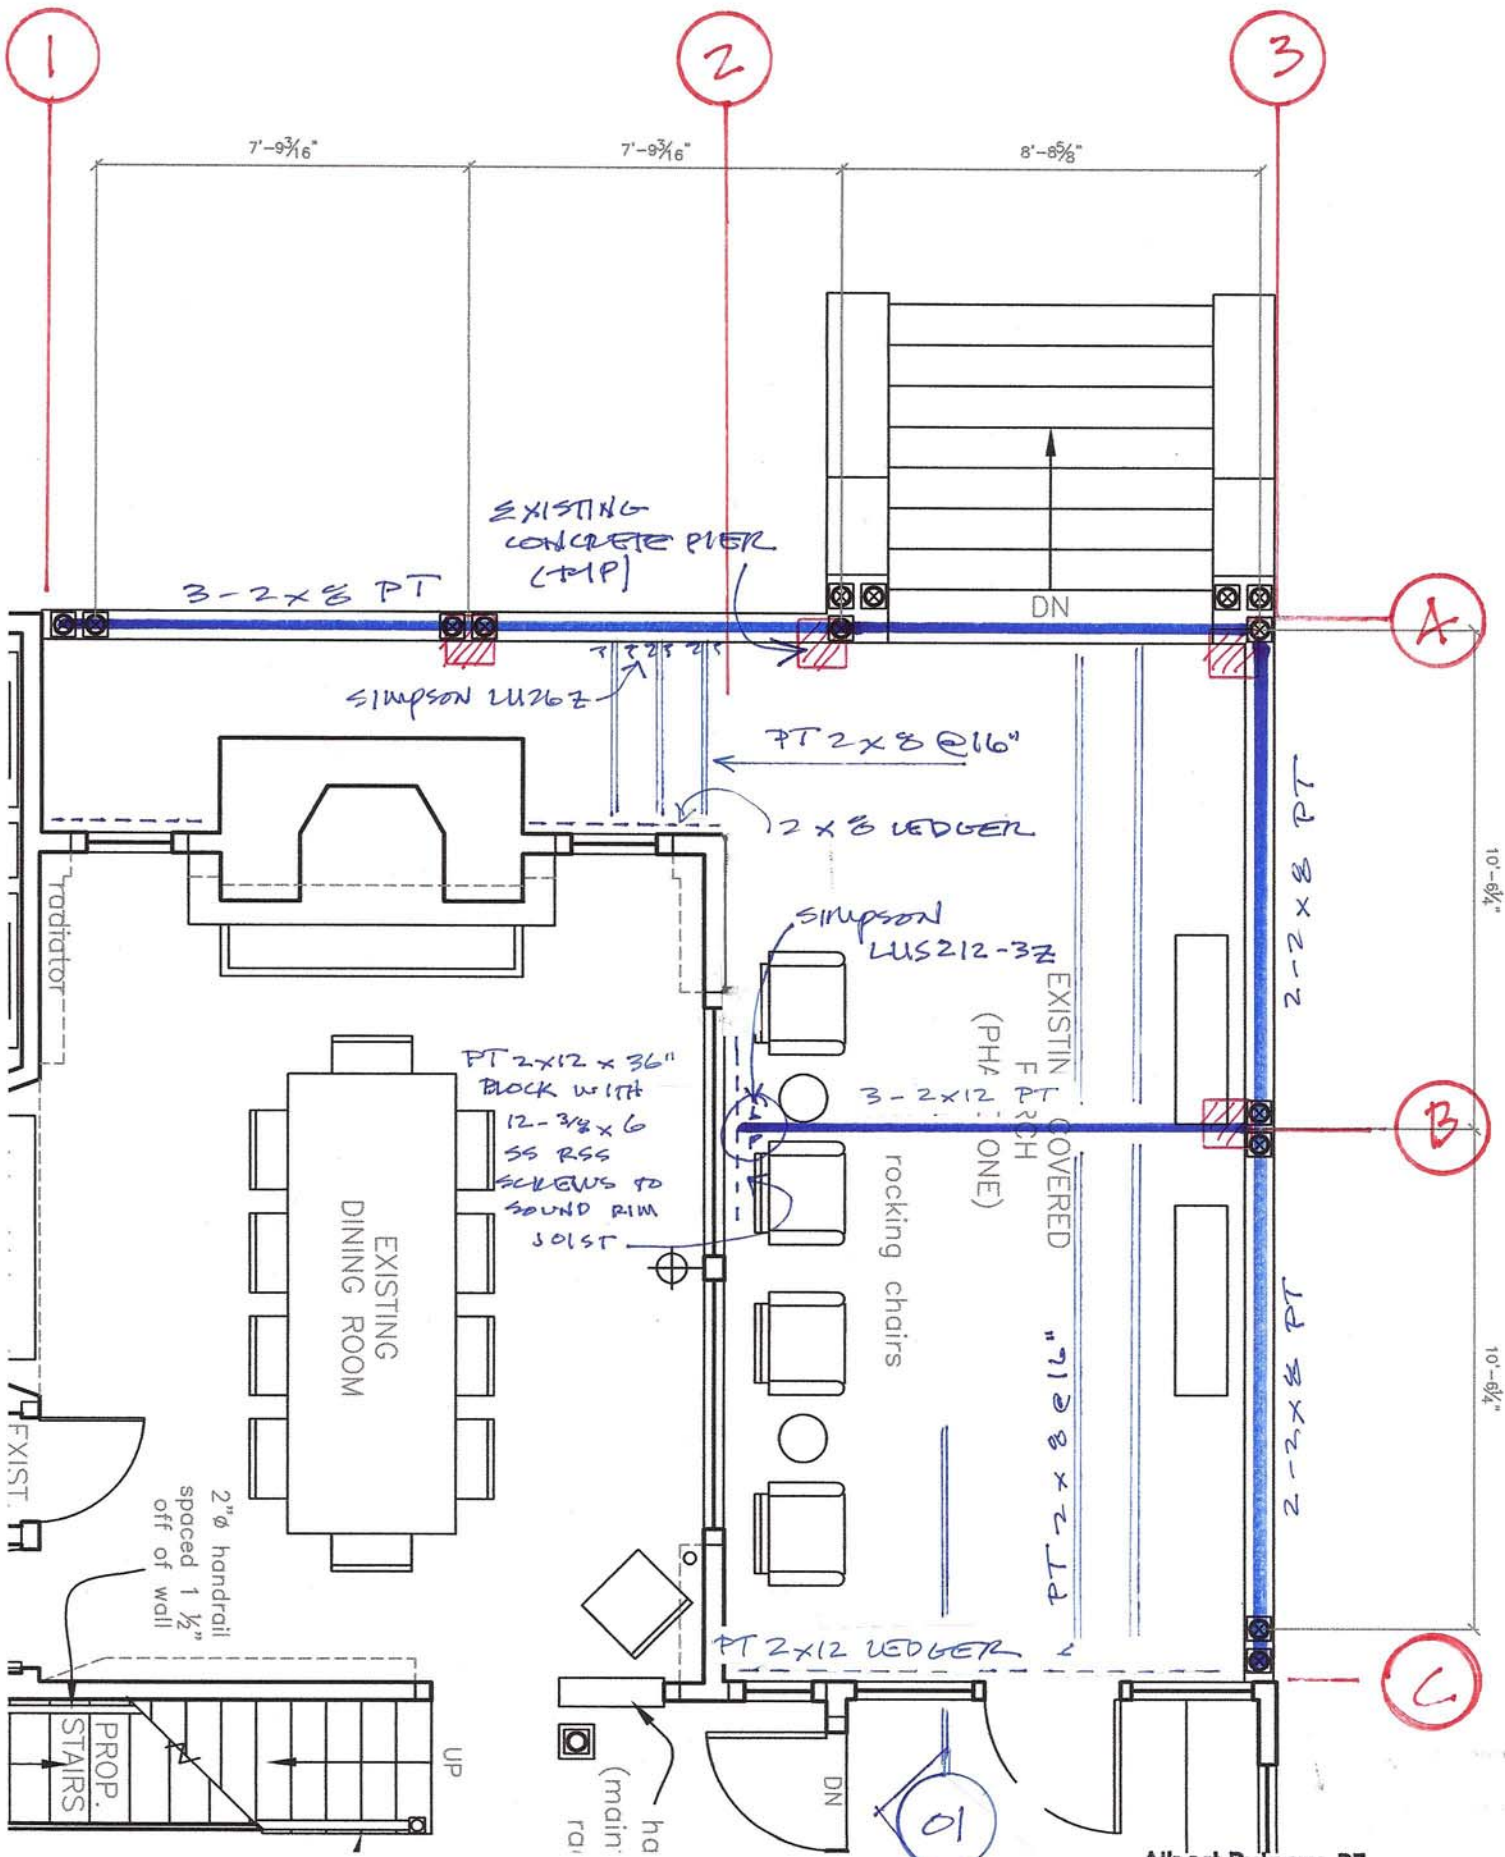 1
2
3
7'-9 3/16"
7'-9 3/16"
8'-8 5/8"
EXISTING
CONCRETE PIER
(TYP)
3-2x8 PT
DN
A
SIMPSON LU26Z
PT 2x8 @16"
2x8 LEDGER
2-2x8 PT
10'-6 1/4"
radiator
SIMPSON
LUS212-3Z
EXISTIN COVERED
(PHA ONE)
PT 2x12 x 36"
BLOCK WITH
12-3/8 x 6
SS RSS
SCREWS TO
SOUND RIM
JOIST
3-2x12 PT
B
rocking chairs
EXISTING
DINING ROOM
PT 2x8 @16"
2-2x8 PT
10'-6 1/4"
EXIST.
2"ø handrail
spaced 1 1/2"
off of wall
PT 2x12 LEDGER
C
PROP.
STAIRS
UP
ha
(main
ra
DN
01